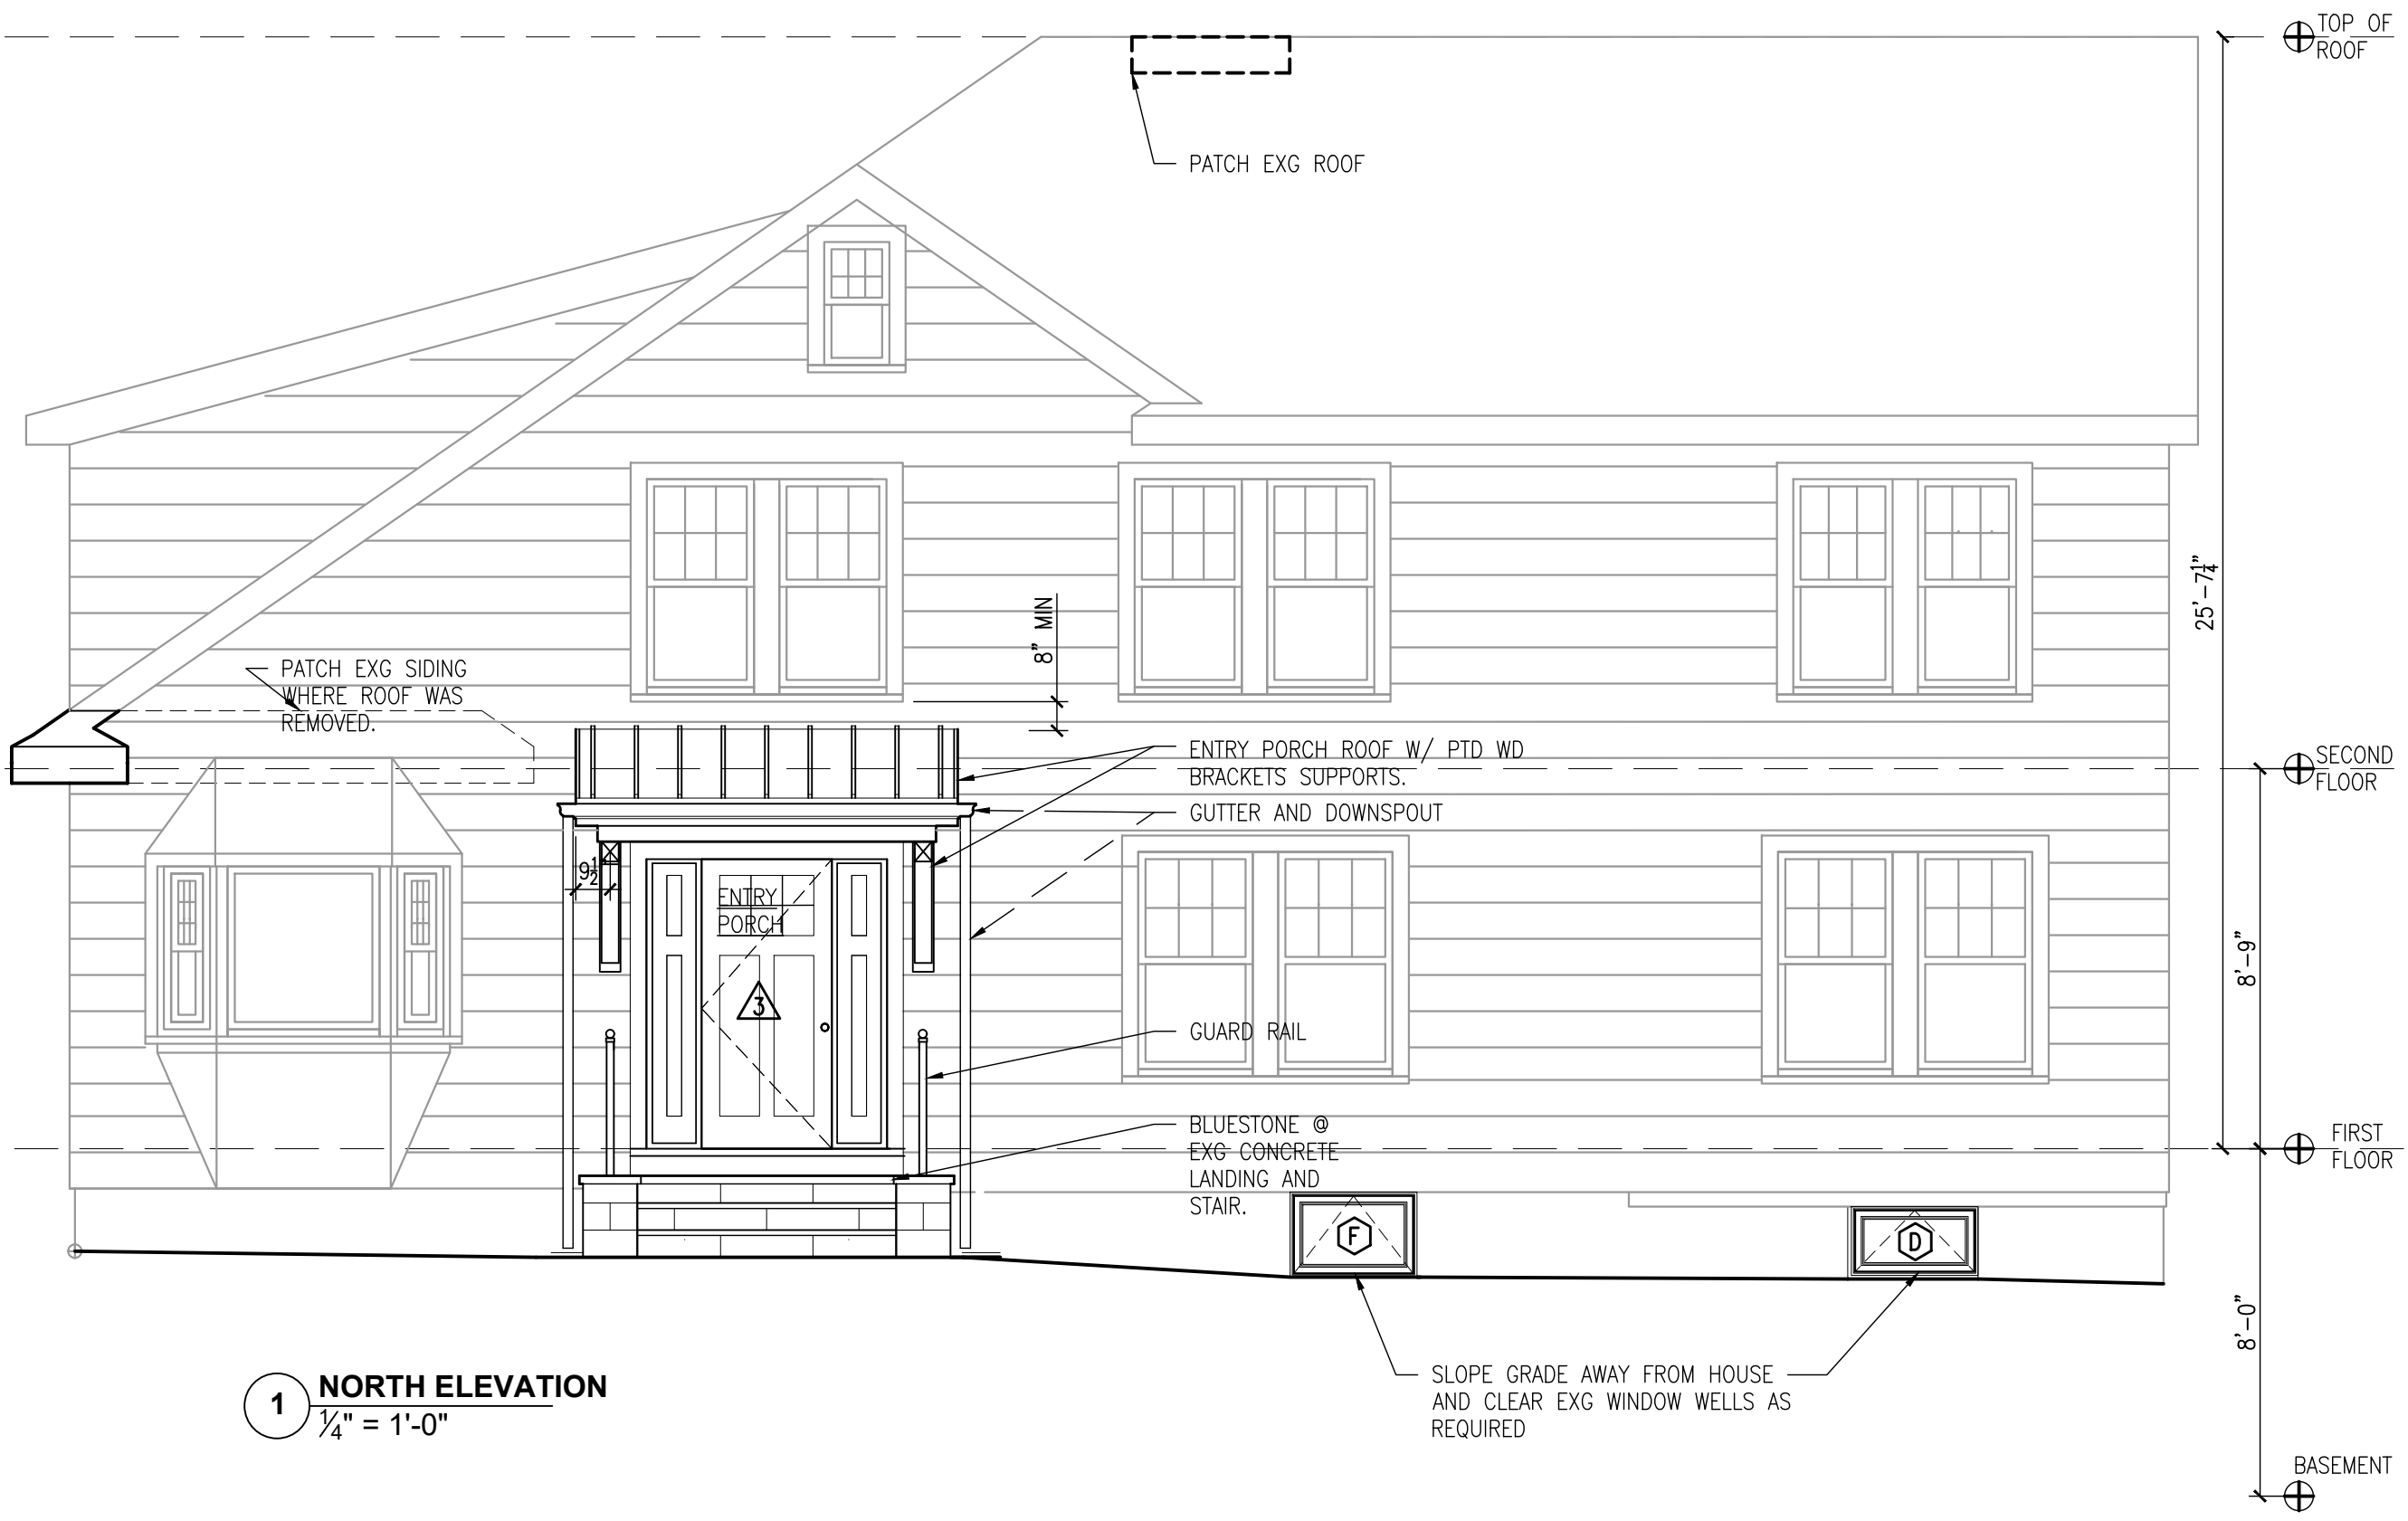 TOP OF
ROOF
PATCH EXG ROOF
25'-7¼"
8" MIN
PATCH EXG SIDING
WHERE ROOF WAS
REMOVED.
ENTRY PORCH ROOF W/ PTD WD
BRACKETS SUPPORTS.
SECOND
FLOOR
GUTTER AND DOWNSPOUT
9½"
ENTRY
PORCH
8'-9"
3
GUARD RAIL
BLUESTONE @
EXG CONCRETE
LANDING AND
STAIR.
FIRST
FLOOR
F
D
8'-0"
SLOPE GRADE AWAY FROM HOUSE
AND CLEAR EXG WINDOW WELLS AS
REQUIRED
1
NORTH ELEVATION
¼" = 1'-0"
BASEMENT